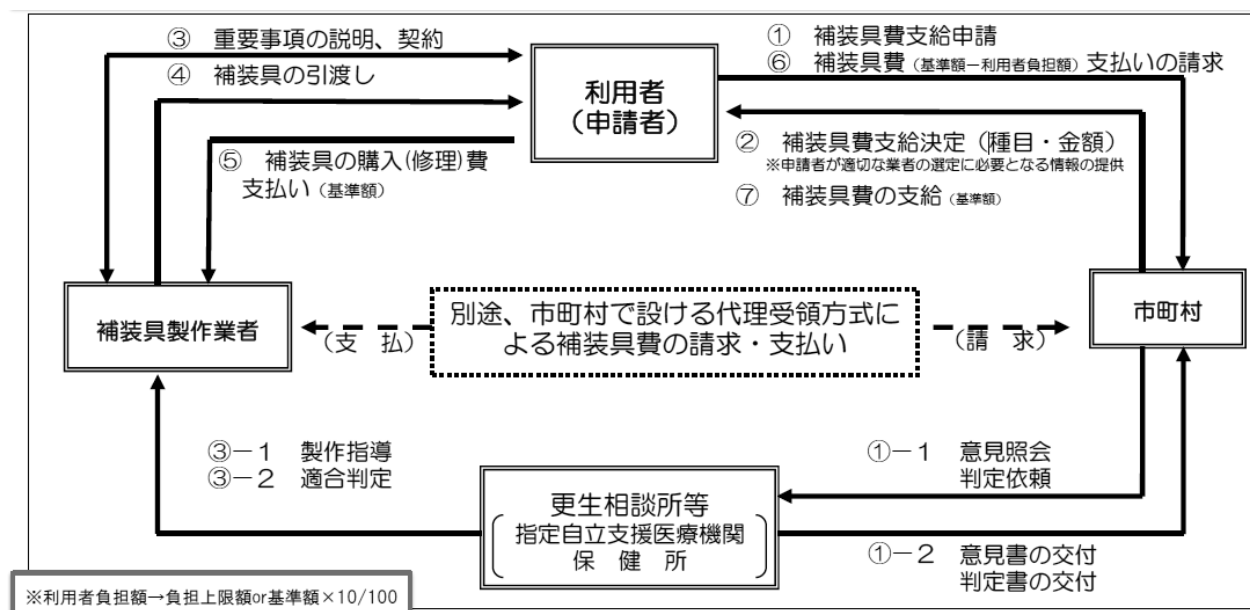 ③　重要事項の説明、契約
④　補装具の引渡し
利用者
（申請者）
①　補装具費支給申請
⑥　補装具費（基準額－利用者負担額）支払いの請求
⑤　補装具の購入(修理)費
支払い（基準額）
②　補装具費支給決定（種目・金額）
※申請者が適切な業者の選定に必要となる情報の提供
⑦　補装具費の支給（基準額）
補装具製作業者
（支　払）
別途、市町村で設ける代理受領方式に
よる補装具費の請求・支払い
（請　求）
市町村
③－１　製作指導
③－２　適合判定
更生相談所等
指定自立支援医療機関
保　健　所
①－１　意見照会
判定依頼
①－２　意見書の交付
判定書の交付
※利用者負担額→負担上限額or基準額×10/100